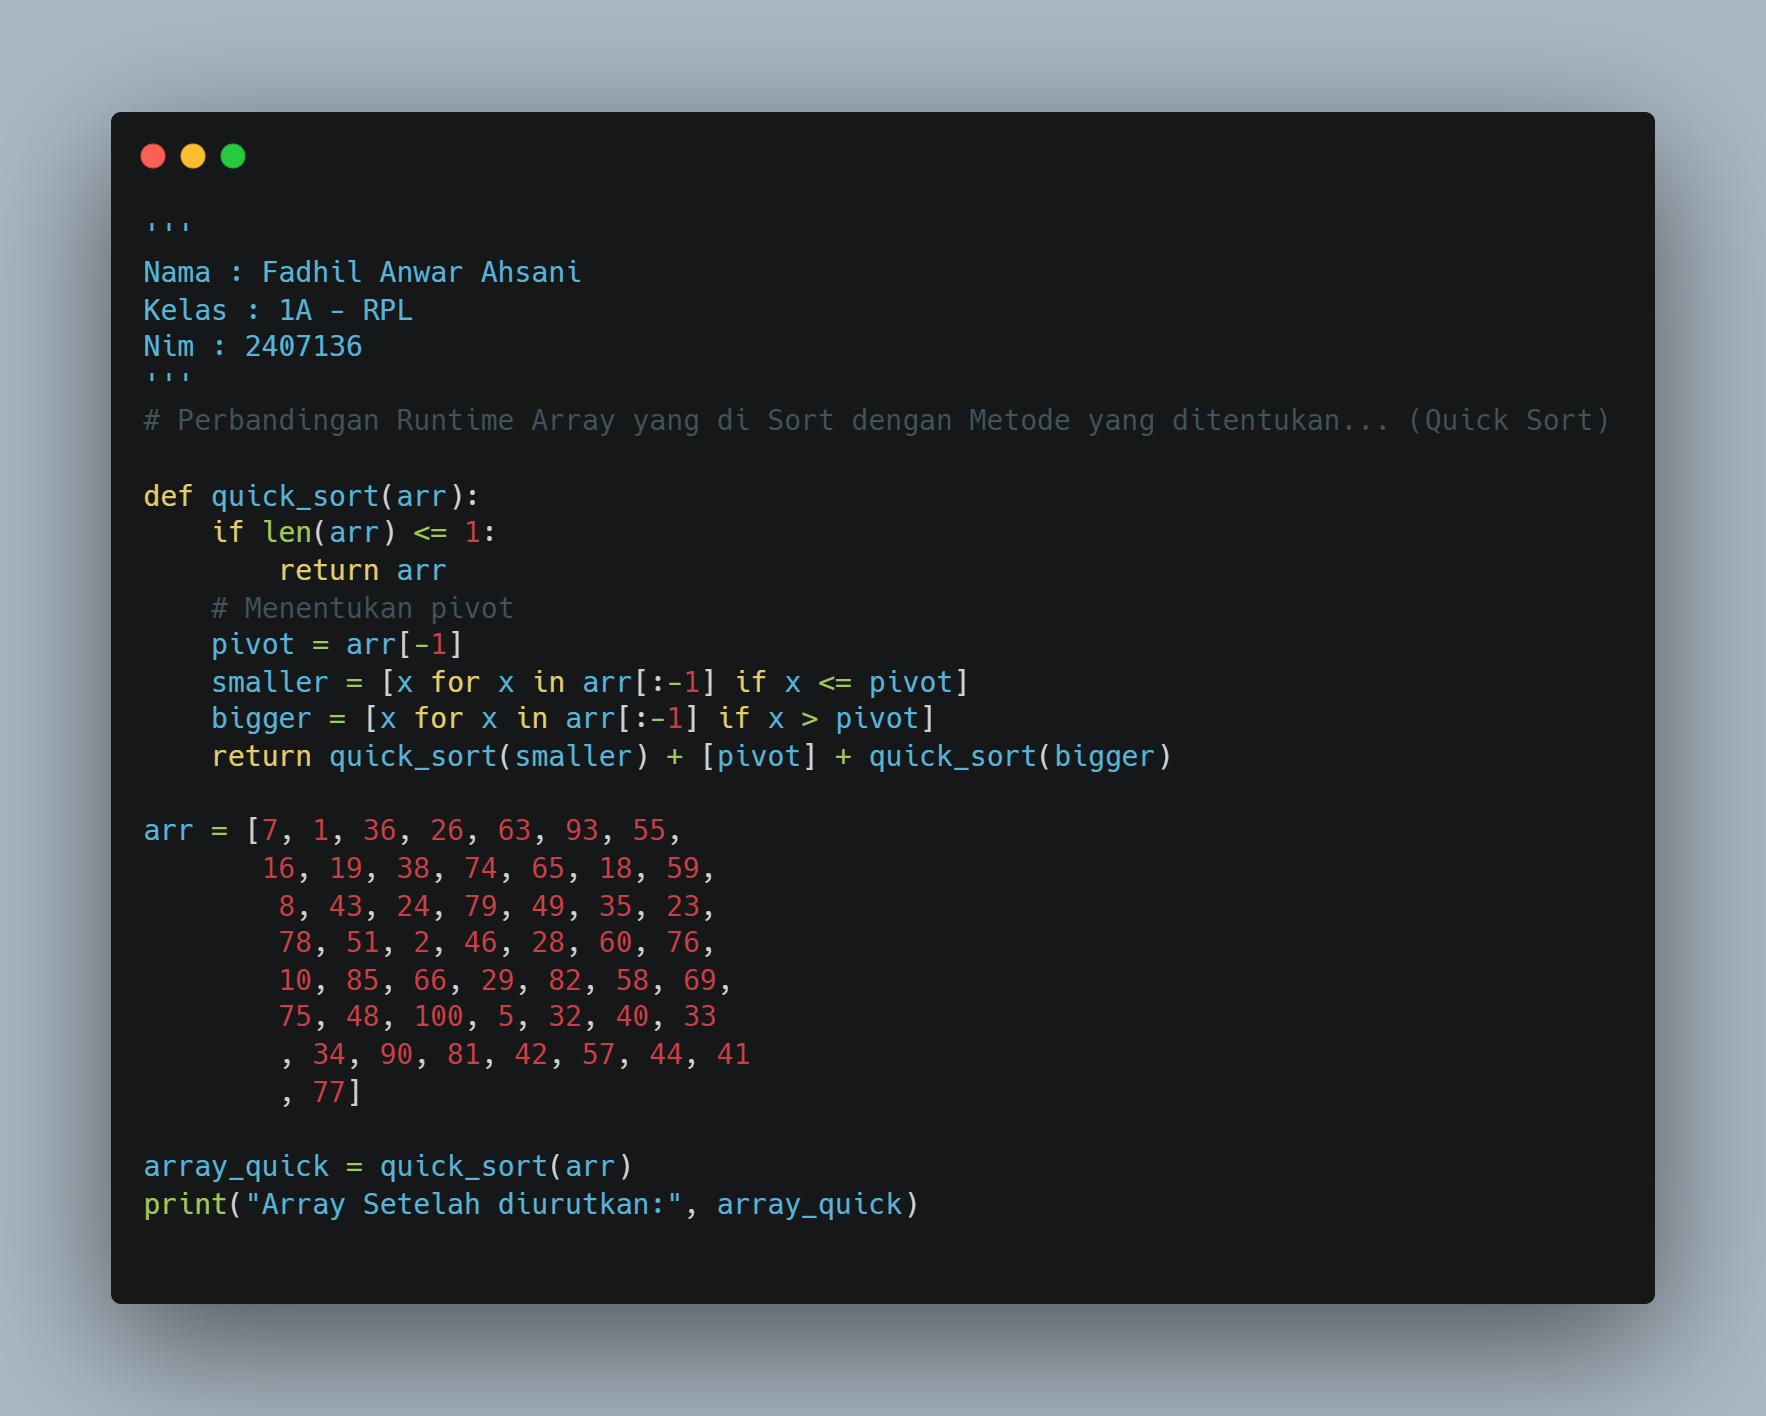 '''
Nama : Fadhil Anwar Ahsani
Kelas : 1A - RPL
Nim : 2407136
'''
# Perbandingan Runtime Array yang di Sort dengan Metode yang ditentukan... (Quick Sort)

def quick_sort(arr):
    if len(arr) <= 1:
        return arr
    # Menentukan pivot
    pivot = arr[-1]
    smaller = [x for x in arr[:-1] if x <= pivot]
    bigger = [x for x in arr[:-1] if x > pivot]
    return quick_sort(smaller) + [pivot] + quick_sort(bigger)

arr = [7, 1, 36, 26, 63, 93, 55,
       16, 19, 38, 74, 65, 18, 59,
        8, 43, 24, 79, 49, 35, 23,
        78, 51, 2, 46, 28, 60, 76,
        10, 85, 66, 29, 82, 58, 69,
        75, 48, 100, 5, 32, 40, 33
        , 34, 90, 81, 42, 57, 44, 41
        , 77]

array_quick = quick_sort(arr)
print("Array Setelah diurutkan:", array_quick)